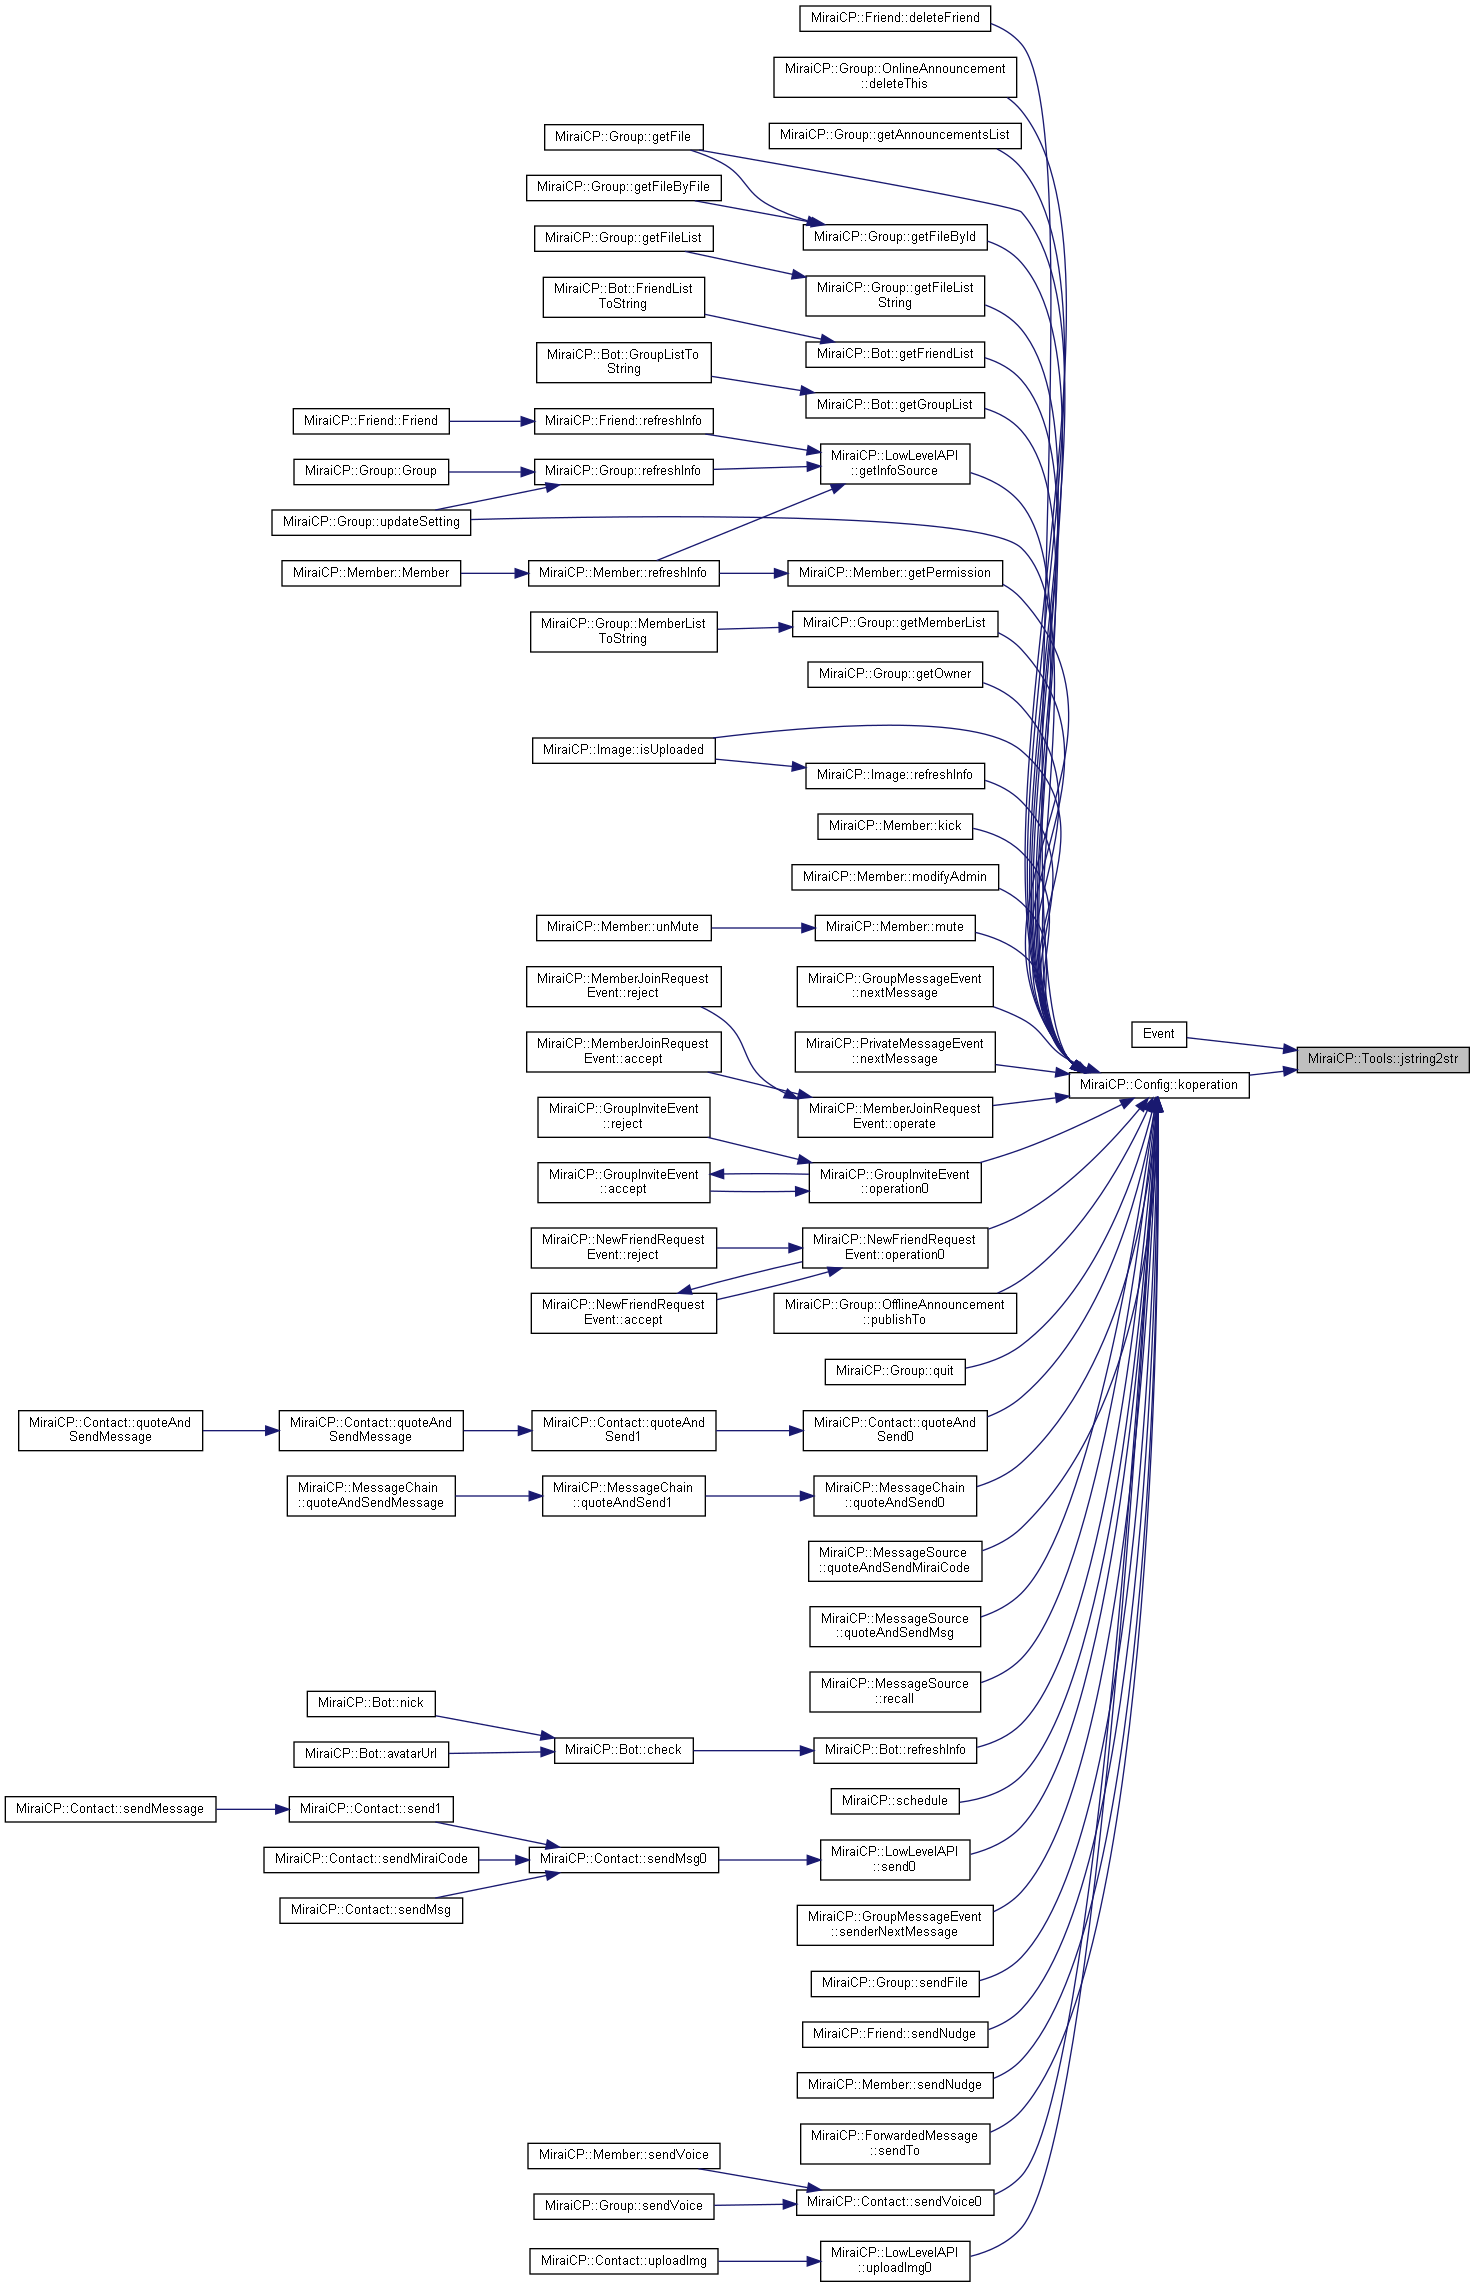 MiraiCP::Friend::deleteFriend
MiraiCP::Group::OnlineAnnouncement
::deleteThis
MiraiCP::Group::getFile
MiraiCP::Group::getAnnouncementsList
MiraiCP::Group::getFileByFile
MiraiCP::Group::getFileList
MiraiCP::Group::getFileById
MiraiCP::Bot::FriendList
ToString
MiraiCP::Group::getFileList
String
MiraiCP::Bot::GroupListTo
String
MiraiCP::Bot::getFriendList
MiraiCP::Bot::getGroupList
MiraiCP::Friend::Friend
MiraiCP::Friend::refreshInfo
MiraiCP::Group::Group
MiraiCP::Group::refreshInfo
MiraiCP::LowLevelAPI
::getInfoSource
MiraiCP::Group::updateSetting
MiraiCP::Member::Member
MiraiCP::Member::refreshInfo
MiraiCP::Member::getPermission
MiraiCP::Group::MemberList
ToString
MiraiCP::Group::getMemberList
MiraiCP::Group::getOwner
MiraiCP::Image::isUploaded
MiraiCP::Image::refreshInfo
MiraiCP::Member::kick
MiraiCP::Member::modifyAdmin
MiraiCP::Member::unMute
MiraiCP::Member::mute
MiraiCP::MemberJoinRequest
Event::reject
MiraiCP::GroupMessageEvent
::nextMessage
MiraiCP::MemberJoinRequest
Event::accept
MiraiCP::PrivateMessageEvent
::nextMessage
Event
MiraiCP::Tools::jstring2str
MiraiCP::Config::koperation
MiraiCP::GroupInviteEvent
::reject
MiraiCP::MemberJoinRequest
Event::operate
MiraiCP::GroupInviteEvent
::accept
MiraiCP::GroupInviteEvent
::operation0
MiraiCP::NewFriendRequest
Event::reject
MiraiCP::NewFriendRequest
Event::operation0
MiraiCP::NewFriendRequest
Event::accept
MiraiCP::Group::OfflineAnnouncement
::publishTo
MiraiCP::Group::quit
MiraiCP::Contact::quoteAnd
SendMessage
MiraiCP::Contact::quoteAnd
SendMessage
MiraiCP::Contact::quoteAnd
Send1
MiraiCP::Contact::quoteAnd
Send0
MiraiCP::MessageChain
::quoteAndSendMessage
MiraiCP::MessageChain
::quoteAndSend1
MiraiCP::MessageChain
::quoteAndSend0
MiraiCP::MessageSource
::quoteAndSendMiraiCode
MiraiCP::MessageSource
::quoteAndSendMsg
MiraiCP::MessageSource
::recall
MiraiCP::Bot::nick
MiraiCP::Bot::avatarUrl
MiraiCP::Bot::check
MiraiCP::Bot::refreshInfo
MiraiCP::schedule
MiraiCP::Contact::sendMessage
MiraiCP::Contact::send1
MiraiCP::Contact::sendMiraiCode
MiraiCP::Contact::sendMsg0
MiraiCP::LowLevelAPI
::send0
MiraiCP::Contact::sendMsg
MiraiCP::GroupMessageEvent
::senderNextMessage
MiraiCP::Group::sendFile
MiraiCP::Friend::sendNudge
MiraiCP::Member::sendNudge
MiraiCP::ForwardedMessage
::sendTo
MiraiCP::Member::sendVoice
MiraiCP::Group::sendVoice
MiraiCP::Contact::sendVoice0
MiraiCP::Contact::uploadImg
MiraiCP::LowLevelAPI
::uploadImg0